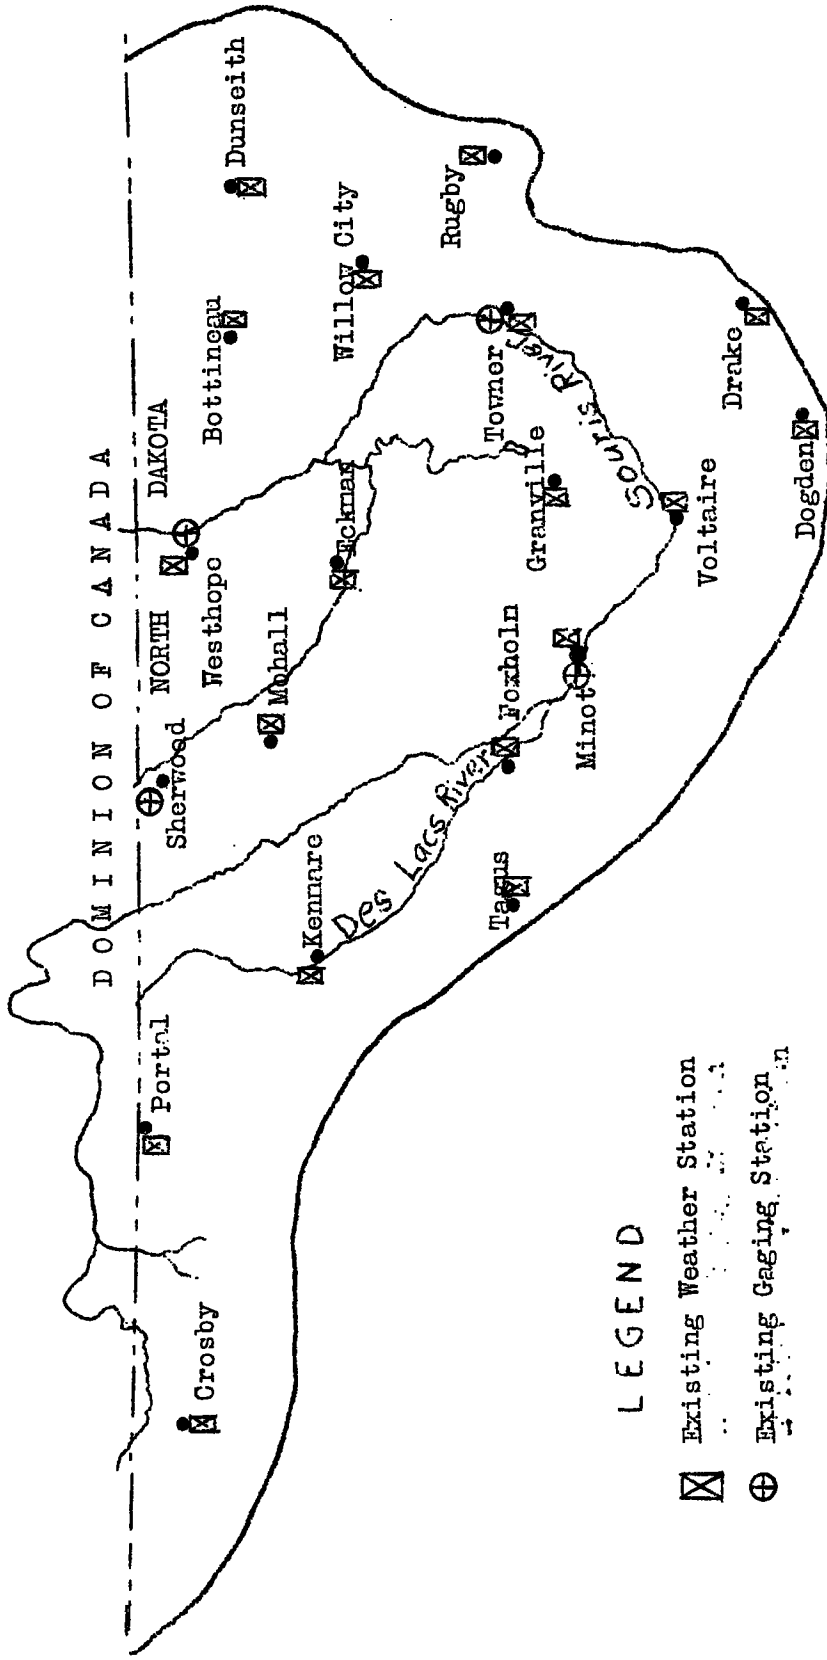 DOMINION OF CANADA
NORTH DAKOTA
Crosby
Portal
Sherwood
Westhope
Bottineau
Dunseith
Mohall
Kenmare
Eckman
Willow City
Des Lacs River
Tagus
Foxholm
Granville
Towner
Rugby
Souris River
Minot
Voltaire
Drake
Dogden
LEGEND
Existing Weather Station
Existing Gaging Station